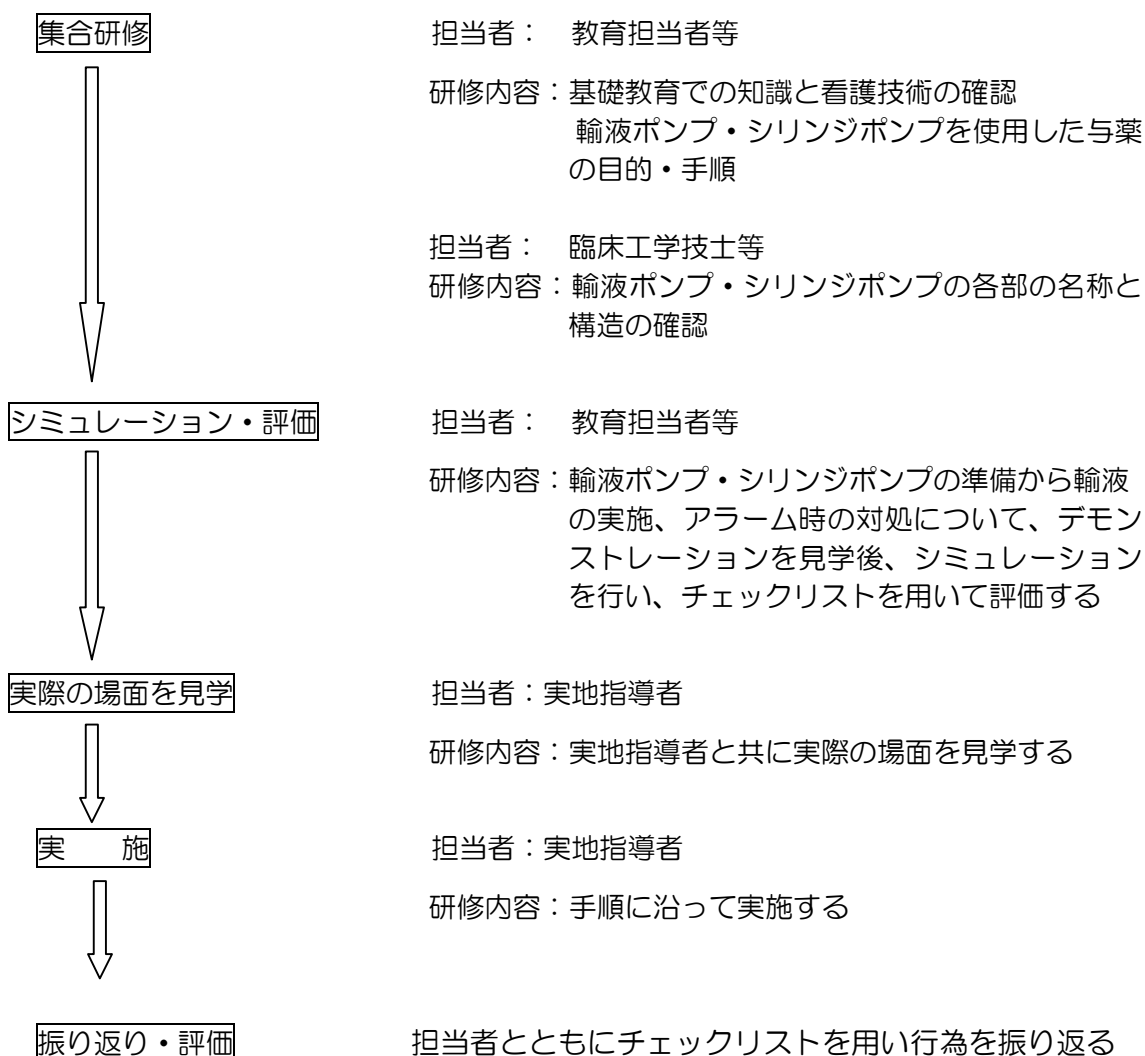 集合研修 担当者： 教育担当者等
研修内容：基礎教育での知識と看護技術の確認
輸液ポンプ・シリンジポンプを使用した与薬
の目的・手順
担当者： 臨床工学技士等
研修内容：輸液ポンプ・シリンジポンプの各部の名称と
構造の確認
シミュレーション・評価 担当者： 教育担当者等
研修内容：輸液ポンプ・シリンジポンプの準備から輸液
の実施、アラーム時の対処について、デモン
ストレーションを見学後、シミュレーション
を行い、チェックリストを用いて評価する
実際の場面を見学 担当者：実地指導者
研修内容：実地指導者と共に実際の場面を見学する
実 施 担当者：実地指導者
研修内容：手順に沿って実施する
振り返り・評価 担当者とともにチェックリストを用い行為を振り返る